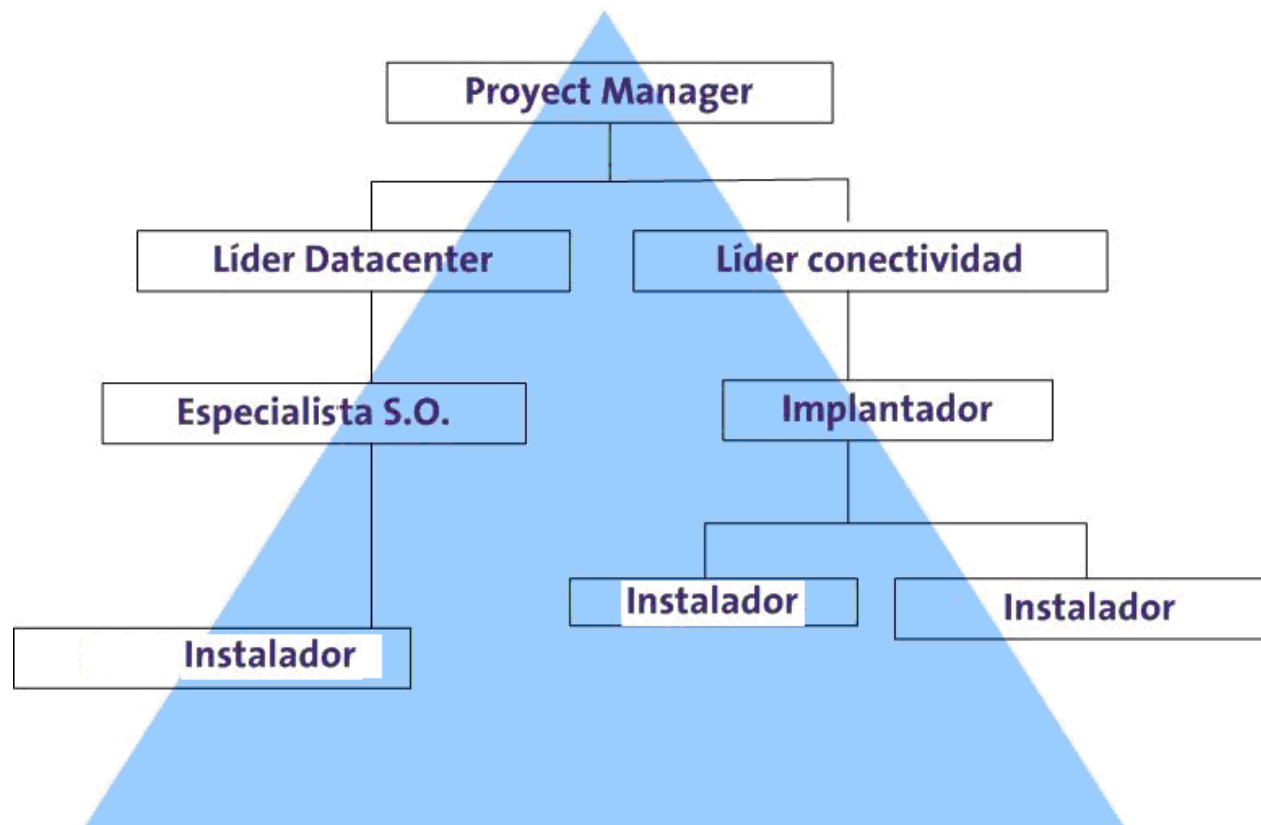 Proyect Manager
Líder Datacenter
Líder conectividad
Especialista S.O.
Implantador
Instalador
Instalador
Instalador